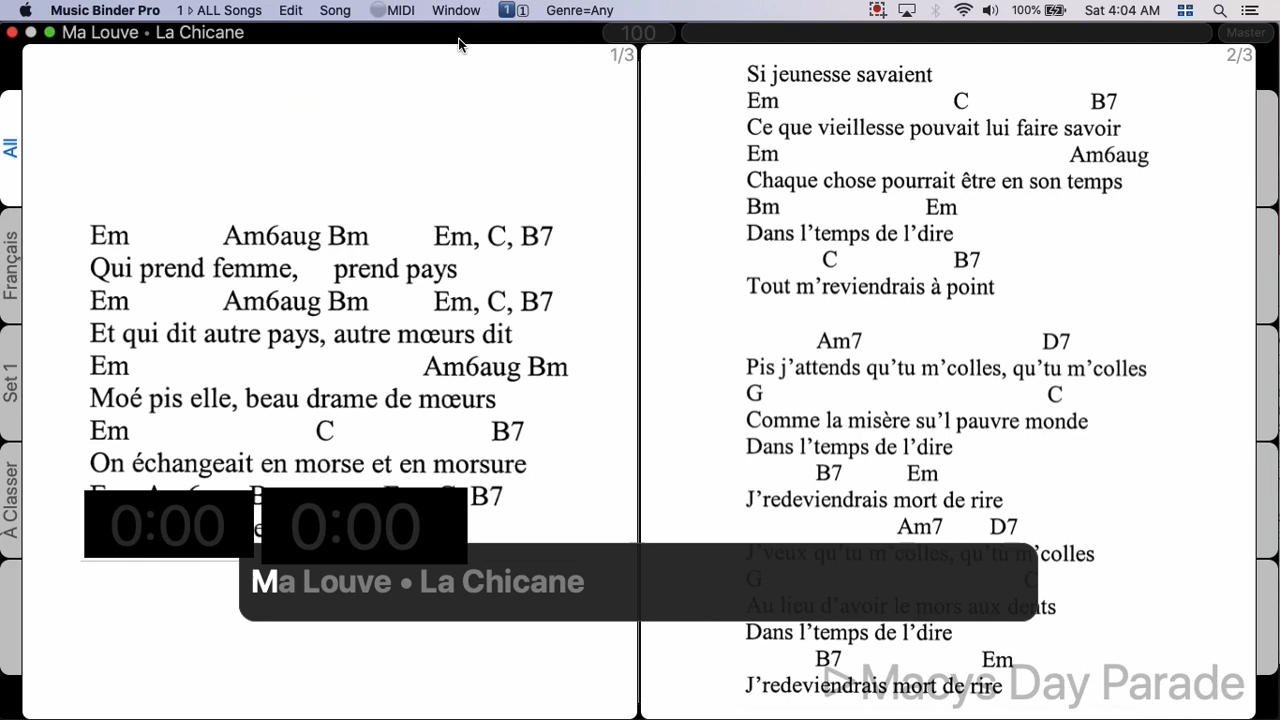 Music Binder Pro 1 ▷ ALL Songs Edit Song MIDI Window 1 1 Genre=Any 100% Sat 4:04 AM
Ma Louve • La Chicane 100 Master
1/3
All
Français
Set 1
À Classer
Em Am6aug Bm Em, C, B7
Qui prend femme, prend pays
Em Am6aug Bm Em, C, B7
Et qui dit autre pays, autre mœurs dit
Em Am6aug Bm
Moé pis elle, beau drame de mœurs
Em C B7
On échangeait en morse et en morsure
B7
0:00 0:00
Ma Louve • La Chicane
2/3
Si jeunesse savaient
Em C B7
Ce que vieillesse pouvait lui faire savoir
Em Am6aug
Chaque chose pourrait être en son temps
Bm Em
Dans l’temps de l’dire
C B7
Tout m’reviendrais à point
Am7 D7
Pis j’attends qu’tu m’colles, qu’tu m’colles
G C
Comme la misère su’l pauvre monde
Dans l’temps de l’dire
B7 Em
J’redeviendrais mort de rire
Am7 D7
J’veux qu’tu m’colles, qu’tu m’colles
G C
Au lieu d’avoir le mors aux dents
Dans l’temps de l’dire
B7 Em
J’redeviendrais mort de rire
▷Macys Day Parade